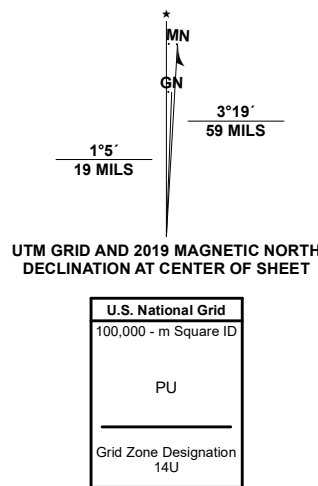 ★
MN
GN
3°19´
59 MILS
1°5´
19 MILS
UTM GRID AND 2019 MAGNETIC NORTH
DECLINATION AT CENTER OF SHEET
U.S. National Grid
100,000 - m Square ID
PU
Grid Zone Designation
14U